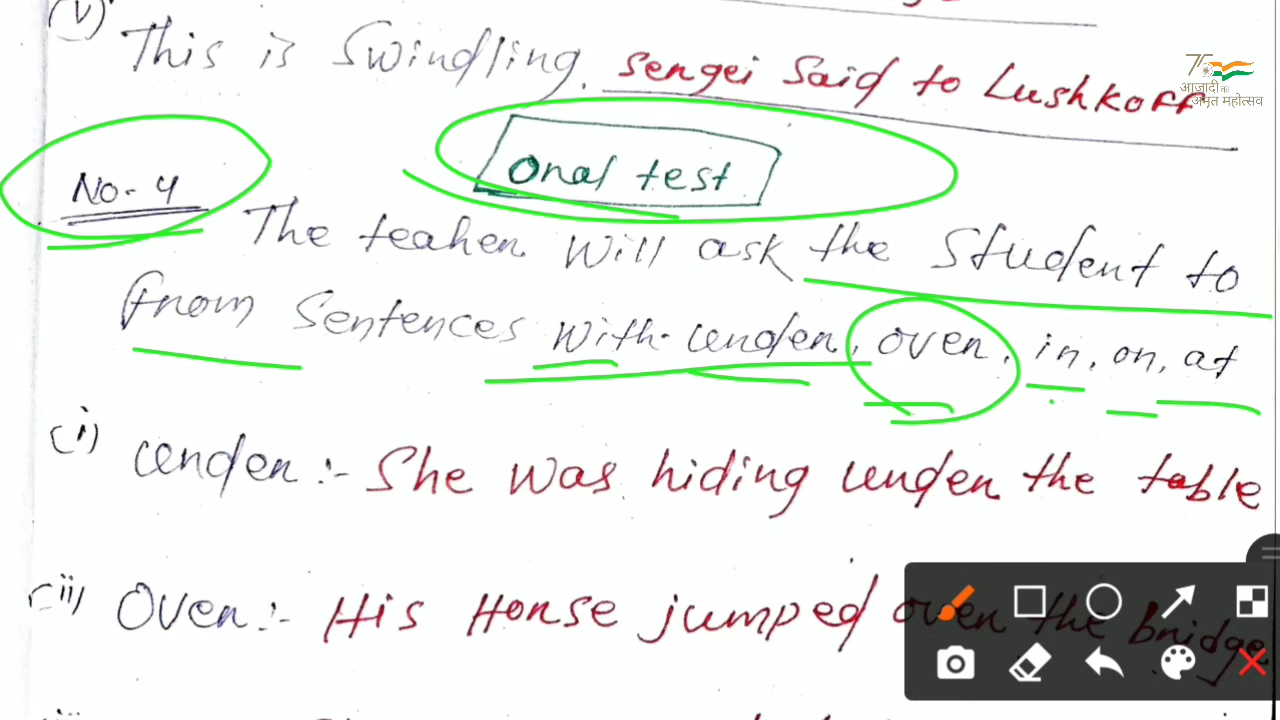 (v) This is Swindling. Sergei Said to Lushkoff
75
आज़ादी का
अमृत महोत्सव
Oral test
No-4 The teaher will ask the Student to
from Sentences with under, over, in, on, at
(i) under :- She was hiding under the table
(ii) Over :- His Horse jumped over the bridge